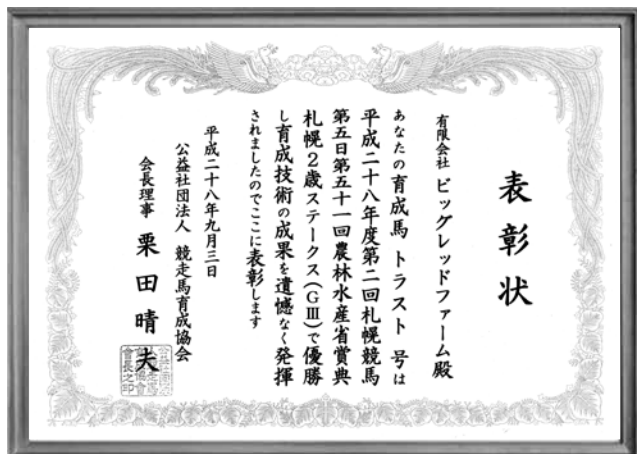 表彰状
有限会社 ビッグレッドファーム殿
あなたの育成馬 トラスト 号は
平成二十八年度第二回札幌競馬
第五日第五十一回農林水産省賞典
札幌2歳ステークス(GⅢ)で優勝
し育成技術の成果を遺憾なく発揮
されましたのでここに表彰します
平成二十八年九月三日
公益社団法人 競走馬育成協会
会長理事 栗田晴夫